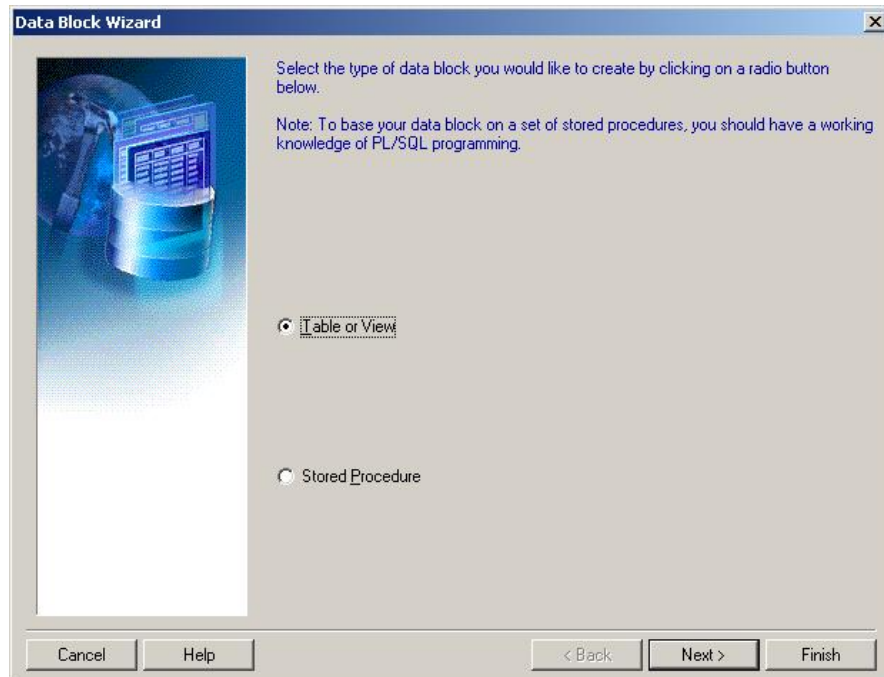 Data Block Wizard
Select the type of data block you would like to create by clicking on a radio button
below.
Note: To base your data block on a set of stored procedures, you should have a working
knowledge of PL/SQL programming.
Table or View
Stored Procedure
Cancel
Help
< Back
Next >
Finish